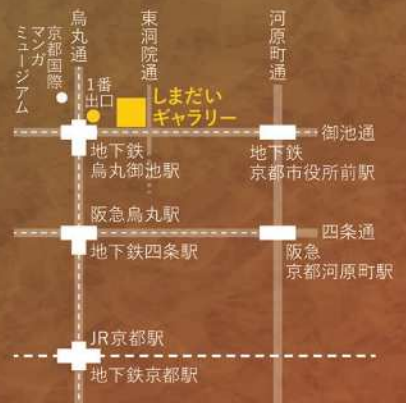 烏丸通
東洞院通
河原町通
京都国際
マンガ
ミュージアム
1番
出口
しまだい
ギャラリー
御池通
地下鉄
烏丸御池駅
地下鉄
京都市役所前駅
阪急烏丸駅
四条通
地下鉄四条駅
阪急
京都河原町駅
JR京都駅
地下鉄京都駅